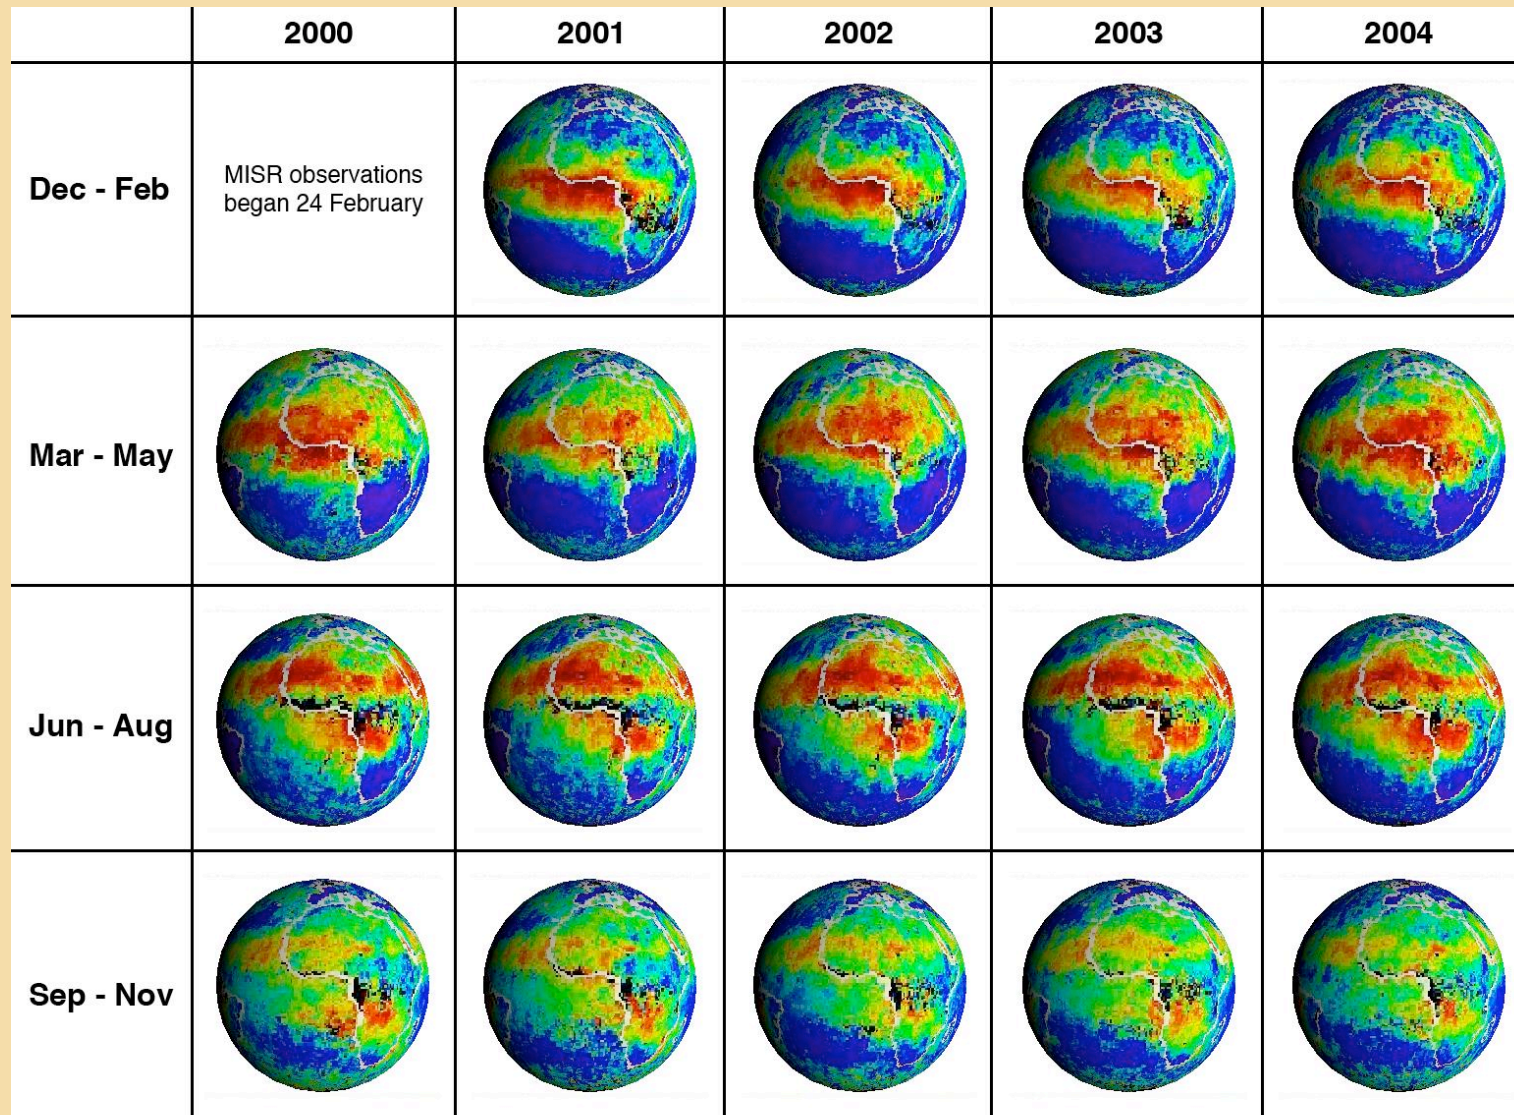 2000 2001 2002 2003 2004
Dec - Feb
MISR observations
began 24 February
Mar - May
Jun - Aug
Sep - Nov